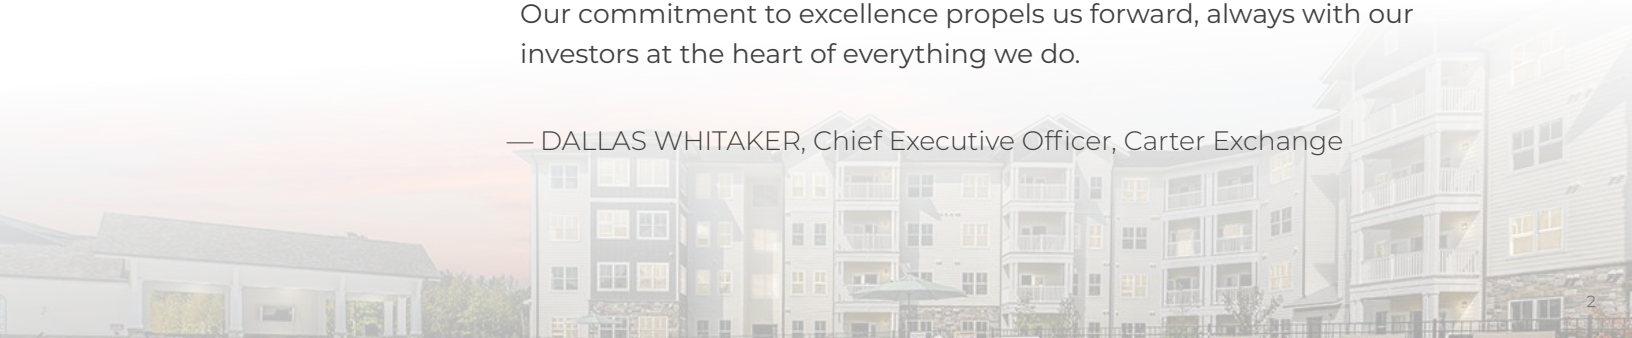 Our commitment to excellence propels us forward, always with our
investors at the heart of everything we do.
— DALLAS WHITAKER, Chief Executive Officer, Carter Exchange
2